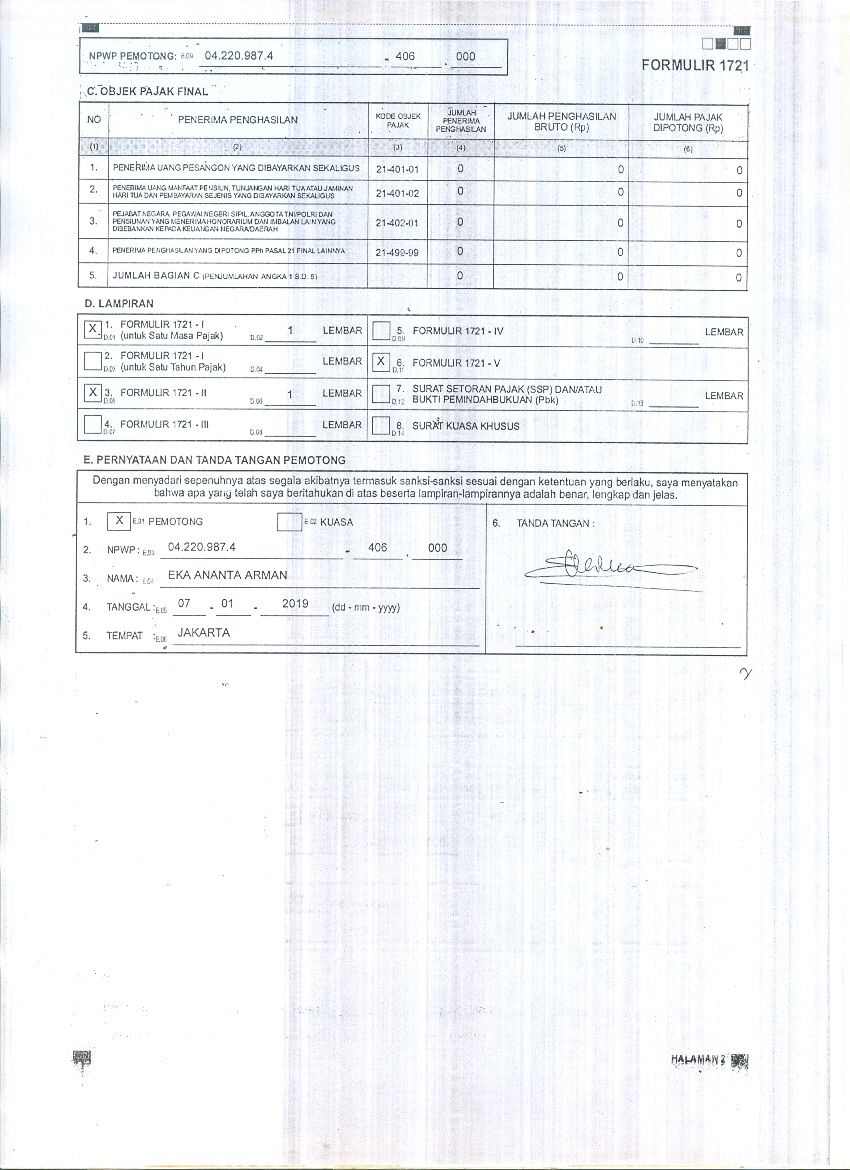 NPWP PEMOTONG: E.09 04.220.987.4 - 406 . 000
FORMULIR 1721
C. OBJEK PAJAK FINAL
NO PENERIMA PENGHASILAN KODE OBJEK PAJAK JUMLAH PENERIMA PENGHASILAN JUMLAH PENGHASILAN BRUTO (Rp) JUMLAH PAJAK DIPOTONG (Rp)
(1) (2) (3) (4) (5) (6)
1. PENERIMA UANG PESANGON YANG DIBAYARKAN SEKALIGUS 21-401-01 0 0 0
2. PENERIMA UANG MANFAAT PENSIUN, TUNJANGAN HARI TUA ATAU JAMINAN
HARI TUA DAN PEMBAYARAN SEJENIS YANG DIBAYARKAN SEKALIGUS 21-401-02 0 0 0
3. PEJABAT NEGARA, PEGAWAI NEGERI SIPIL, ANGGOTA TNI/POLRI DAN
PENSIUNAN YANG MENERIMA HONORARIUM DAN IMBALAN LAIN YANG
DIBEBANKAN KEPADA KEUANGAN NEGARA/DAERAH 21-402-01 0 0 0
4. PENERIMA PENGHASILAN YANG DIPOTONG PPh PASAL 21 FINAL LAINNYA 21-499-99 0 0 0
5. JUMLAH BAGIAN C (PENJUMLAHAN ANGKA 1 S.D. 5) 0 0 0
D. LAMPIRAN
X D.01 1. FORMULIR 1721 - I
(untuk Satu Masa Pajak) D.02 1 LEMBAR
D.03 2. FORMULIR 1721 - I
(untuk Satu Tahun Pajak) D.04 LEMBAR
X D.05 3. FORMULIR 1721 - II D.06 1 LEMBAR
D.07 4. FORMULIR 1721 - III D.08 LEMBAR
D.09 5. FORMULIR 1721 - IV D.10 LEMBAR
X D.11 6. FORMULIR 1721 - V
D.12 7. SURAT SETORAN PAJAK (SSP) DAN/ATAU
BUKTI PEMINDAHBUKUAN (Pbk) D.13 LEMBAR
D.14 8. SURAT KUASA KHUSUS
E. PERNYATAAN DAN TANDA TANGAN PEMOTONG
Dengan menyadari sepenuhnya atas segala akibatnya termasuk sanksi-sanksi sesuai dengan ketentuan yang berlaku, saya menyatakan
bahwa apa yang telah saya beritahukan di atas beserta lampiran-lampirannya adalah benar, lengkap dan jelas.
1. X E.01 PEMOTONG E.02 KUASA
2. NPWP : E.03 04.220.987.4 - 406 . 000
3. NAMA : E.04 EKA ANANTA ARMAN
4. TANGGAL : E.05 07 - 01 - 2019 (dd - mm - yyyy)
5. TEMPAT : E.06 JAKARTA
6. TANDA TANGAN :
HALAMAN 2